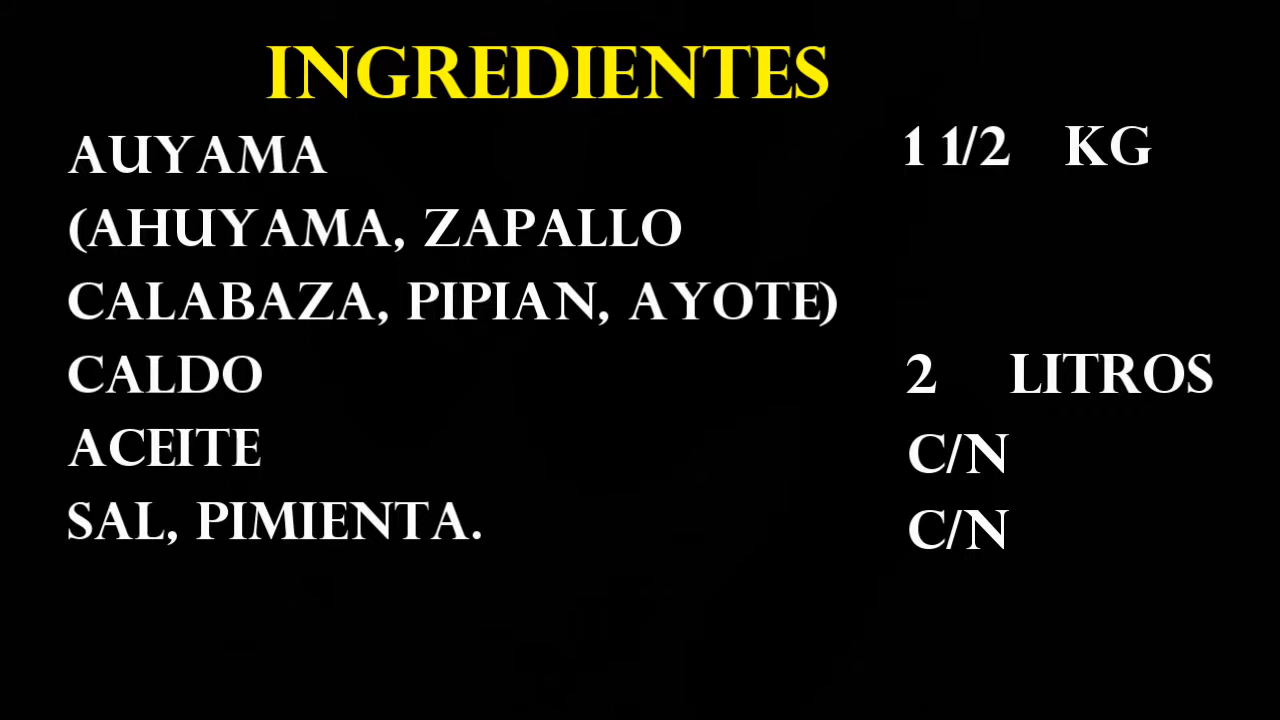 INGREDIENTES
AUYAMA 1 1/2 KG
(AHUYAMA, ZAPALLO
CALABAZA, PIPIAN, AYOTE)
CALDO 2 LITROS
ACEITE C/N
SAL, PIMIENTA. C/N